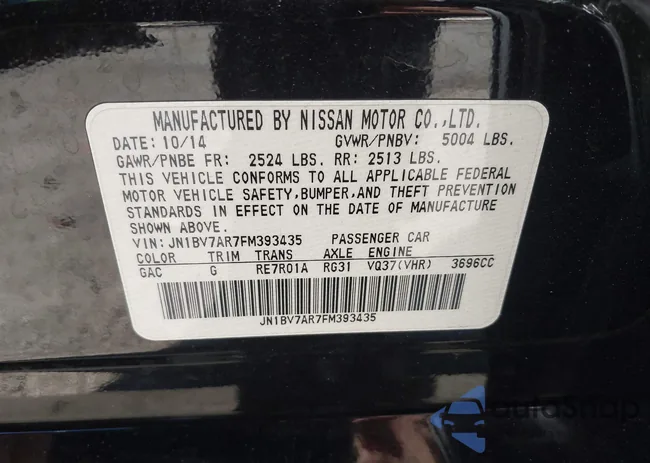 MANUFACTURED BY NISSAN MOTOR CO.,LTD.
DATE: 10/14 GVWR/PNBV: 5004 LBS.
GAWR/PNBE FR: 2524 LBS. RR: 2513 LBS.
THIS VEHICLE CONFORMS TO ALL APPLICABLE FEDERAL
MOTOR VEHICLE SAFETY,BUMPER,AND THEFT PREVENTION
STANDARDS IN EFFECT ON THE DATE OF MANUFACTURE
SHOWN ABOVE.
VIN: JN1BV7AR7FM393435 PASSENGER CAR
COLOR TRIM TRANS AXLE ENGINE
GAC G RE7R01A RG31 VQ37(VHR) 3696CC
JN1BV7AR7FM393435
autoSnap